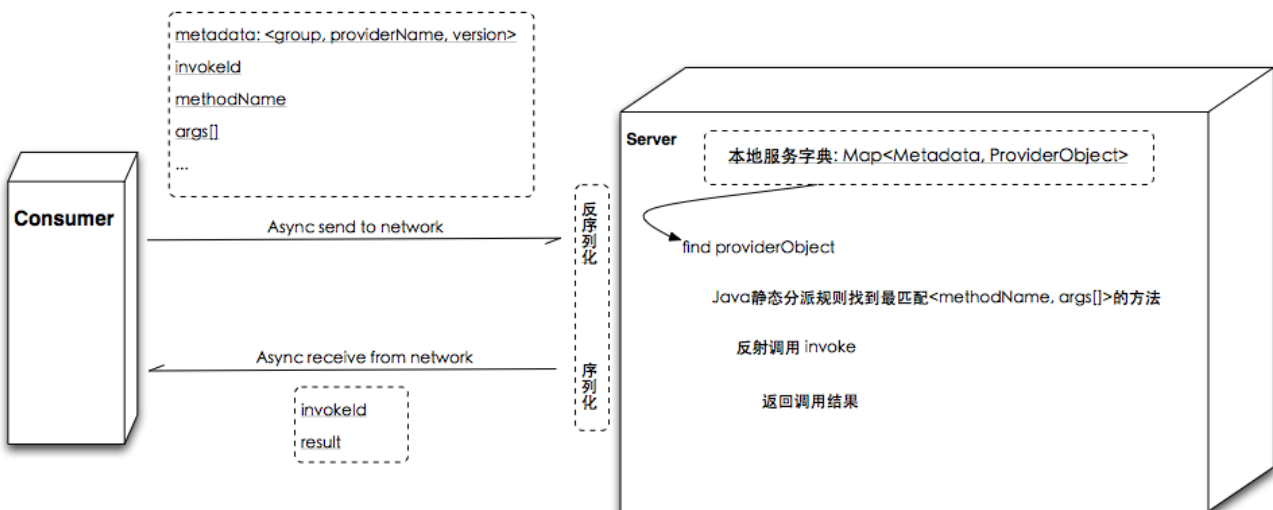 metadata: <group, providerName, version>
invokeId
methodName
args[]
...
Consumer
Async send to network
Async receive from network
invokeId
result
反序列化
序列化
Server
本地服务字典: Map<Metadata, ProviderObject>
find providerObject
Java静态分派规则找到最匹配<methodName, args[]>的方法
反射调用 invoke
返回调用结果